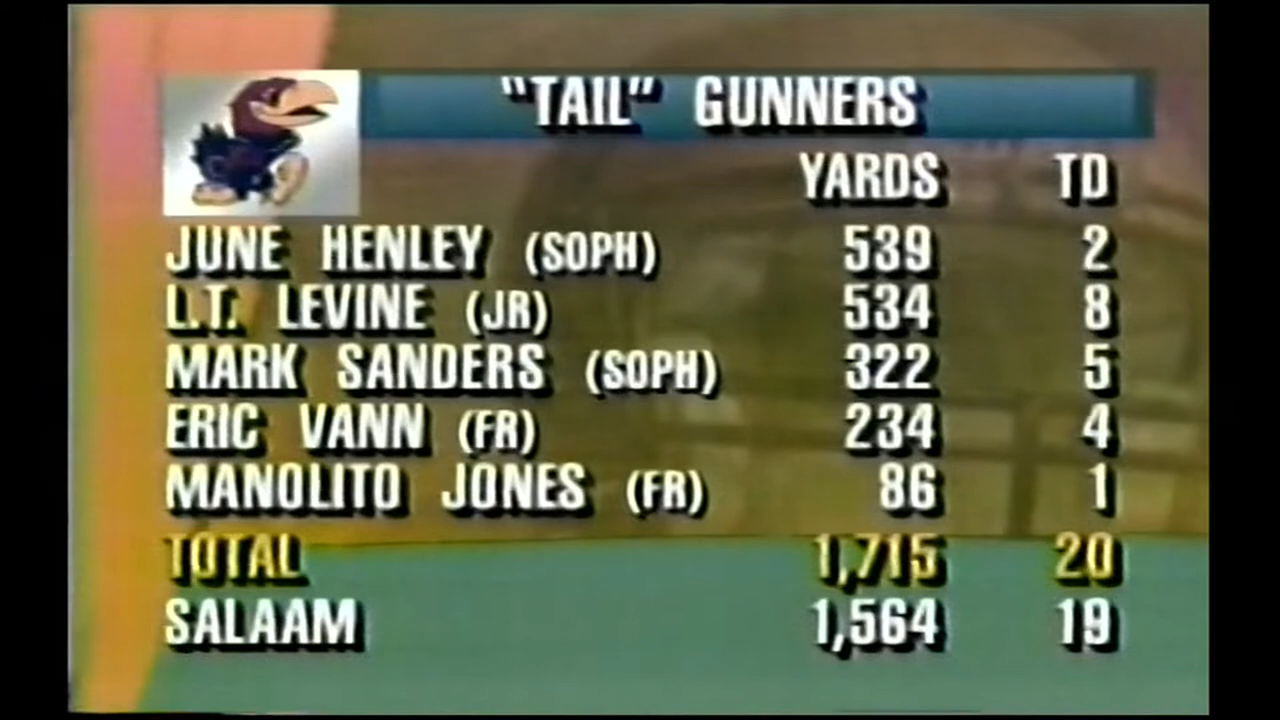 "TAIL" GUNNERS
YARDS TD
JUNE HENLEY (SOPH) 539 2
L.T. LEVINE (JR) 534 8
MARK SANDERS (SOPH) 322 5
ERIC VANN (FR) 234 4
MANOLITO JONES (FR) 86 1
TOTAL 1,715 20
SALAAM 1,564 19